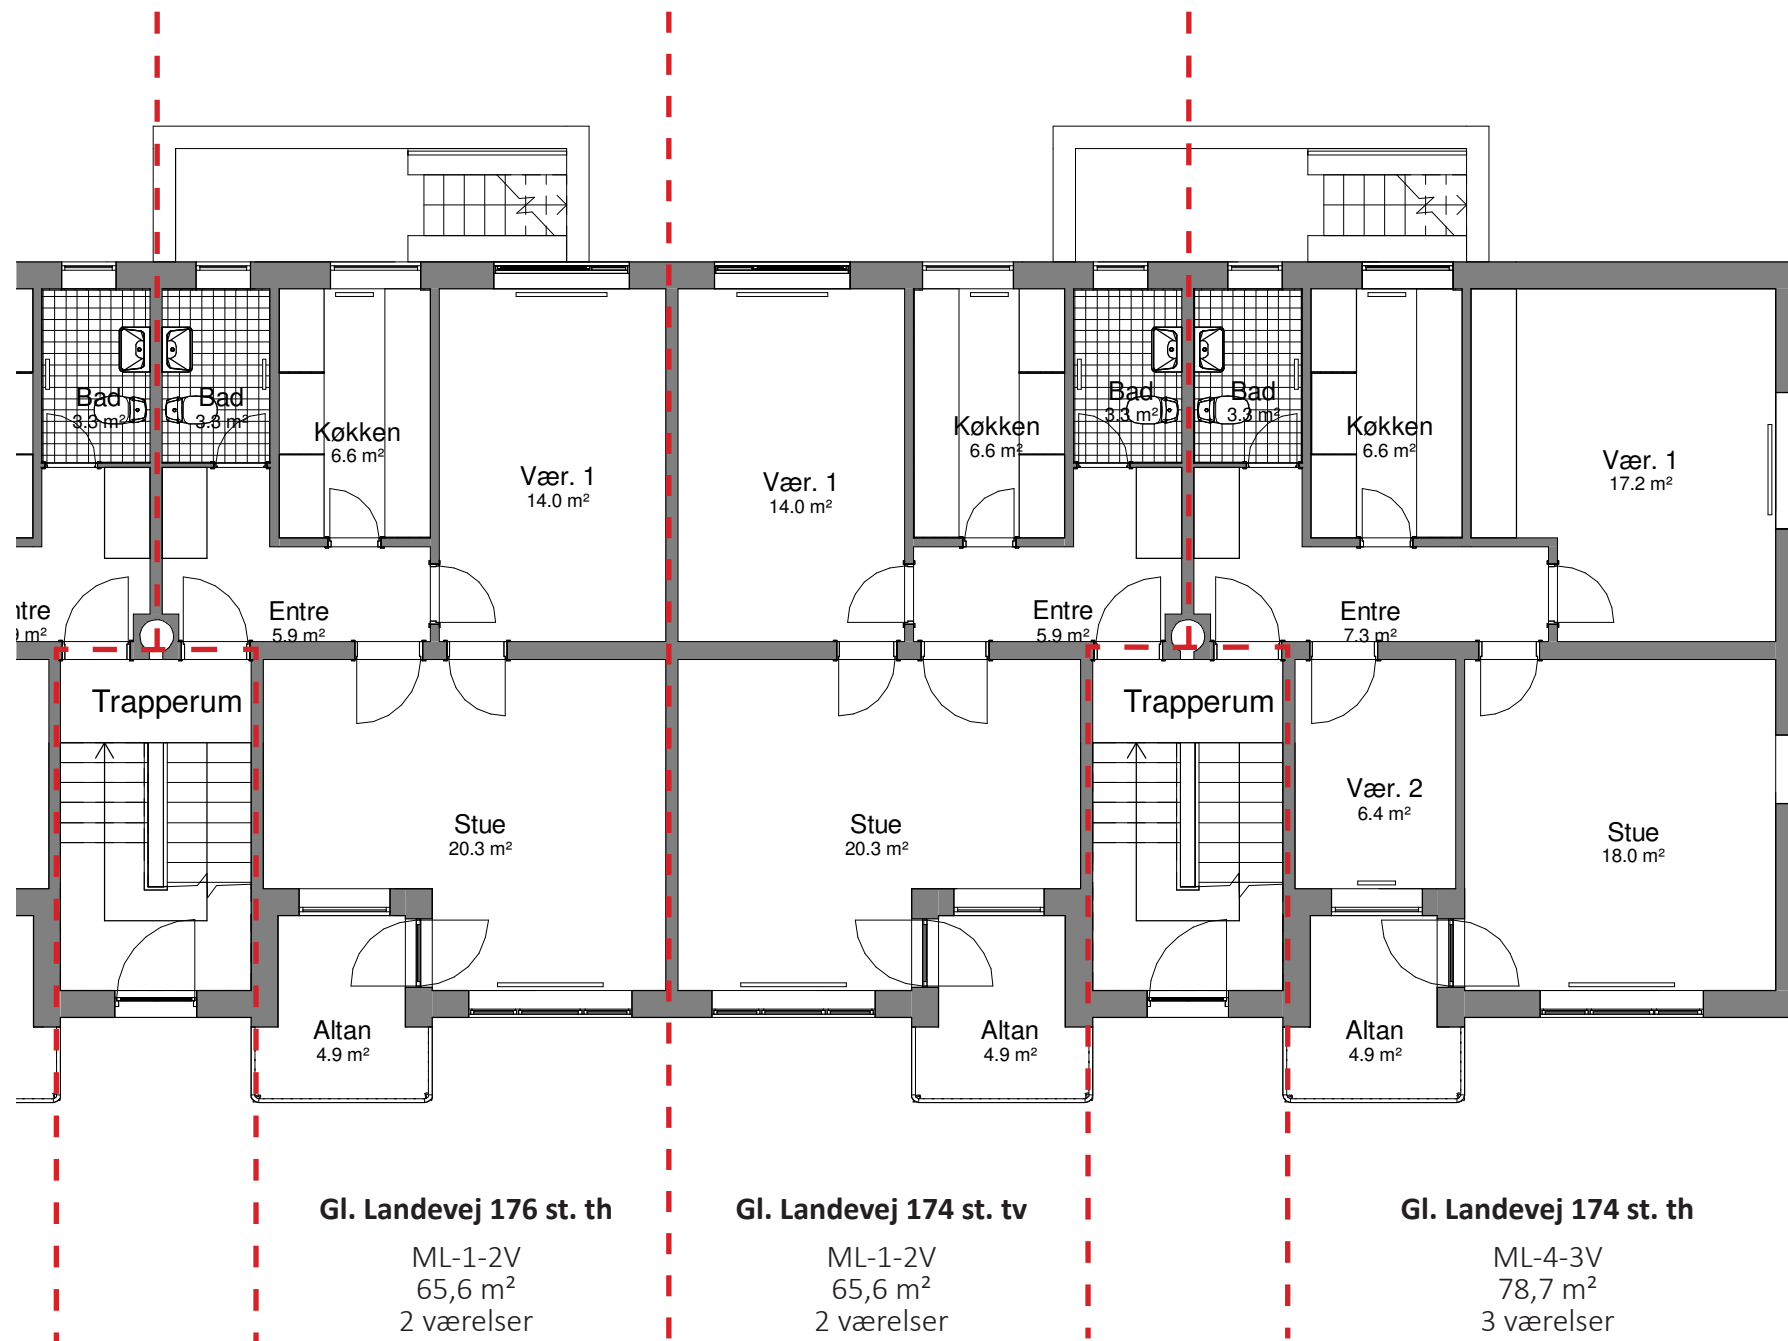 Bad
3.3 m²
Bad
3.3 m²
Køkken
6.6 m²
Vær. 1
14.0 m²
Vær. 1
14.0 m²
Køkken
6.6 m²
Bad
3.3 m²
Bad
3.3 m²
Køkken
6.6 m²
Vær. 1
17.2 m²
ntre
9 m²
Entre
5.9 m²
Entre
5.9 m²
Entre
7.3 m²
Trapperum
Trapperum
Stue
20.3 m²
Stue
20.3 m²
Vær. 2
6.4 m²
Stue
18.0 m²
Altan
4.9 m²
Altan
4.9 m²
Altan
4.9 m²
Gl. Landevej 176 st. th
ML-1-2V
65,6 m²
2 værelser
Gl. Landevej 174 st. tv
ML-1-2V
65,6 m²
2 værelser
Gl. Landevej 174 st. th
ML-4-3V
78,7 m²
3 værelser